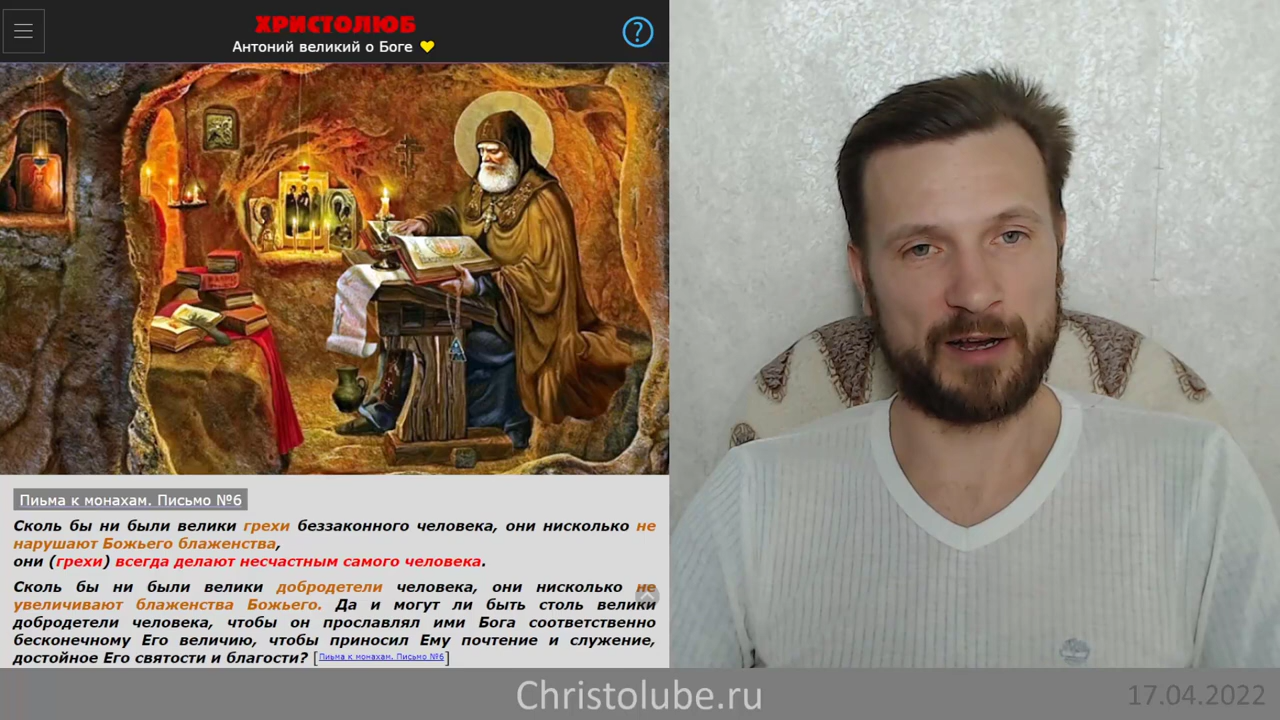 ХРИСТОЛЮБ
Антоний великий о Боге
Пиьма к монахам. Письмо №6
Сколь бы ни были велики грехи беззаконного человека, они нисколько не
нарушают Божьего блаженства,
они (грехи) всегда делают несчастным самого человека.
Сколь бы ни были велики добродетели человека, они нисколько не
увеличивают блаженства Божьего. Да и могут ли быть столь велики
добродетели человека, чтобы он прославлял ими Бога соответственно
бесконечному Его величию, чтобы приносил Ему почтение и служение,
достойное Его святости и благости? [Пиьма к монахам. Письмо №6]
Christolube.ru
17.04.2022